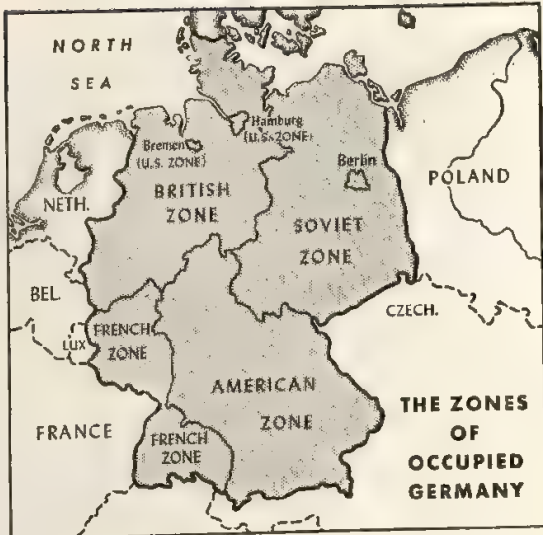 NORTH
SEA
Hamburg
(U.S. ZONE)
Bremen
(U.S. ZONE)
Berlin
NETH.
BRITISH
ZONE
POLAND
SOVIET
ZONE
BEL.
CZECH.
LUX
FRENCH
ZONE
AMERICAN
ZONE
FRANCE
FRENCH
ZONE
THE ZONES
OF
OCCUPIED
GERMANY